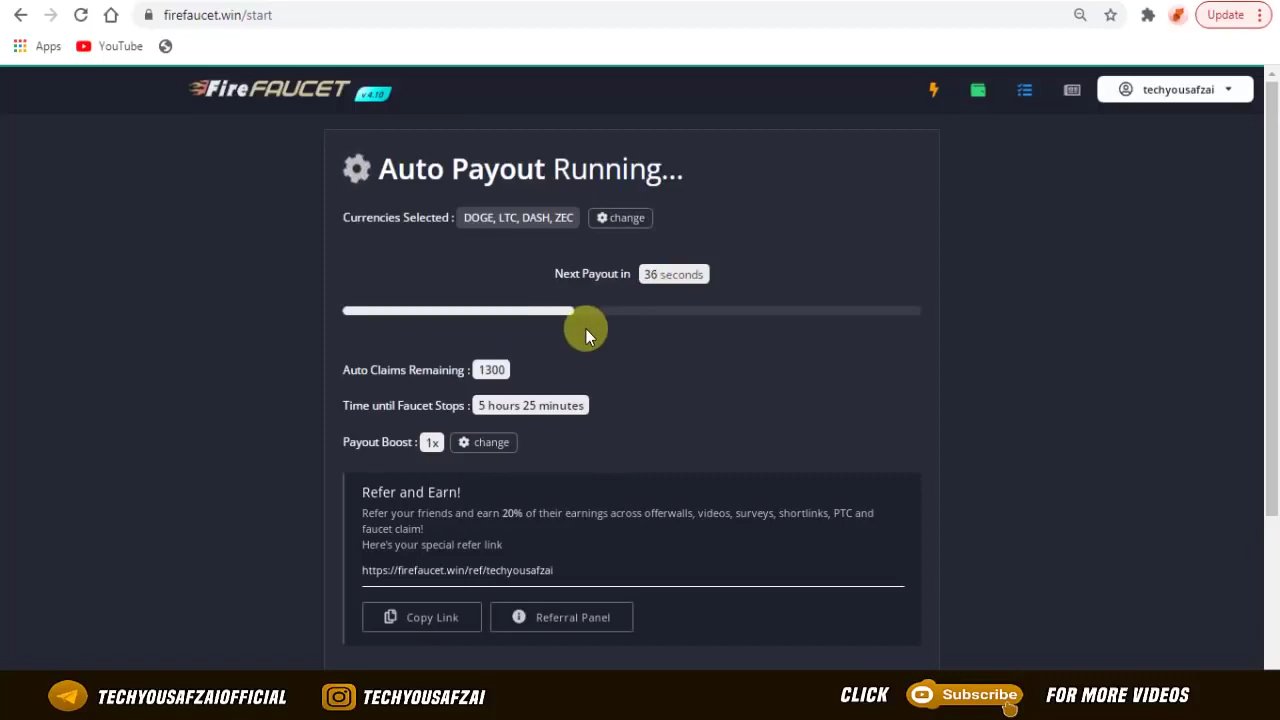 firefaucet.win/start
Update
Apps YouTube
FireFAUCET v 4.10
techyousafzai
Auto Payout Running...
Currencies Selected : DOGE, LTC, DASH, ZEC change
Next Payout in 36 seconds
Auto Claims Remaining : 1300
Time until Faucet Stops : 5 hours 25 minutes
Payout Boost : 1x change
Refer and Earn!
Refer your friends and earn 20% of their earnings across offerwalls, videos, surveys, shortlinks, PTC and
faucet claim!
Here's your special refer link
https://firefaucet.win/ref/techyousafzai
Copy Link Referral Panel
TECHYOUSAFZAIOFFICIAL TECHYOUSAFZAI CLICK Subscribe FOR MORE VIDEOS